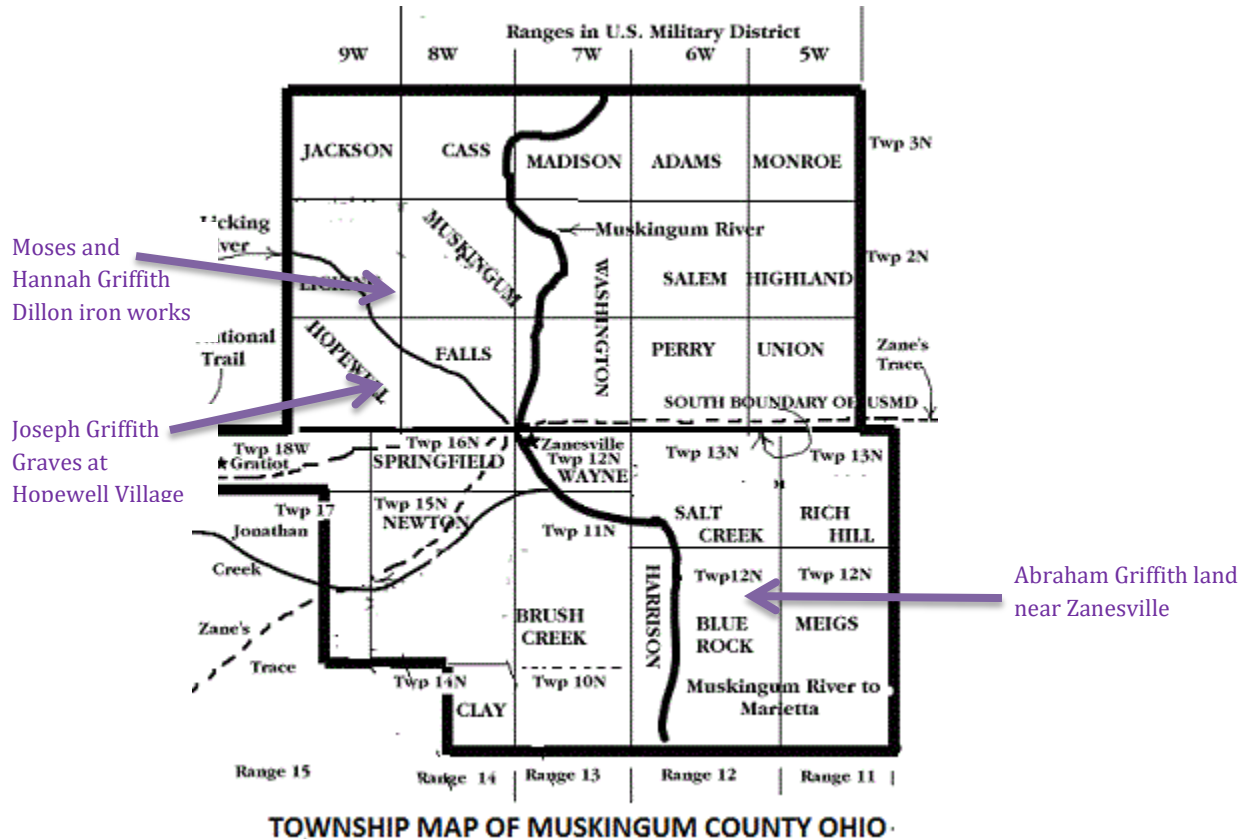 Ranges in U.S. Military District
9W 8W 7W 6W 5W
JACKSON CASS MADISON ADAMS MONROE
Twp 3N
Moses and
Hannah Griffith
Dillon iron works
MUSKINGUM
Muskingum River
WASHINGTON
SALEM HIGHLAND
Twp 2N
HOPEWELL
FALLS
PERRY UNION
Zane's
Trace
Trail
SOUTH BOUNDARY OF USMD
Joseph Griffith
Graves at
Hopewell Village
Twp 18W
Gratiot
Twp 16N
SPRINGFIELD
Zanesville
Twp 12N
WAYNE
Twp 13N
Twp 13N
Twp 17
Twp 15N
NEWTON
Jonathan
Creek
Twp 11N
SALT
CREEK
RICH
HILL
HARRISON
Twp12N
Twp 12N
Abraham Griffith land
near Zanesville
Zane's
Trace
BRUSH
CREEK
BLUE
ROCK
MEIGS
Twp 14N
Twp 10N
CLAY
Muskingum River to
Marietta
Range 15 Range 14 Range 13 Range 12 Range 11
TOWNSHIP MAP OF MUSKINGUM COUNTY OHIO